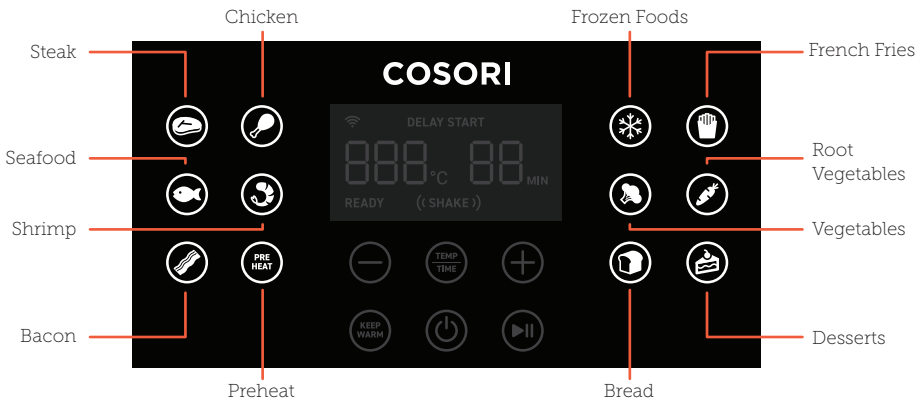 Chicken
Frozen Foods
Steak
French Fries
COSORI
DELAY START
888 °C 88 MIN
READY ((SHAKE))
Seafood
Root
Vegetables
Shrimp
Vegetables
PRE
HEAT
TEMP
TIME
KEEP
WARM
Bacon
Desserts
Preheat
Bread